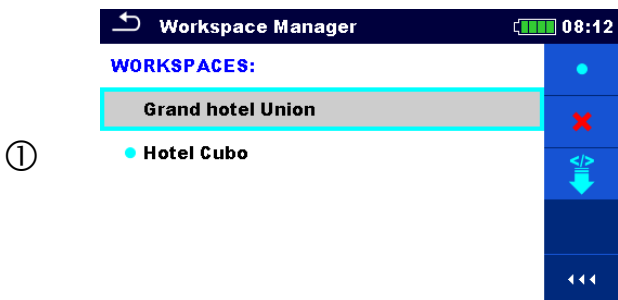 Workspace Manager 08:12
WORKSPACES:
Grand hotel Union
Hotel Cubo
①
</>